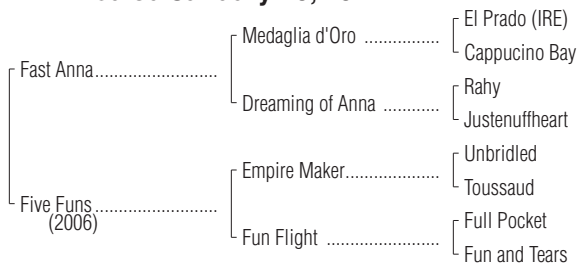 El Prado (IRE)
Medaglia d'Oro ................
Cappucino Bay
Fast Anna..........................
Rahy
Dreaming of Anna ............
Justenuffheart
Unbridled
Empire Maker....................
Toussaud
Five Funs..........................
(2006)
Full Pocket
Fun Flight ........................
Fun and Tears